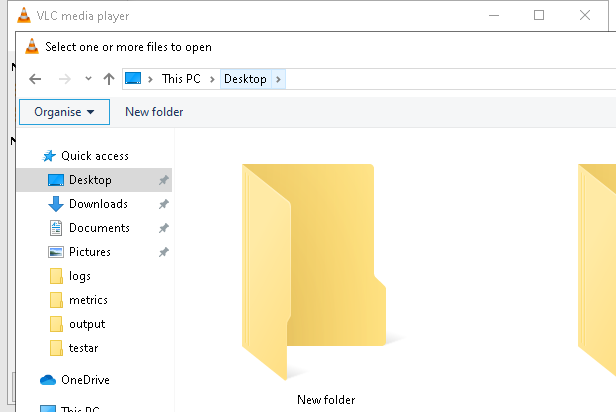 VLC media player
Select one or more files to open
This PC
Desktop
Organise
New folder
Quick access
Desktop
Downloads
Documents
Pictures
logs
metrics
output
testar
OneDrive
This PC
New folder